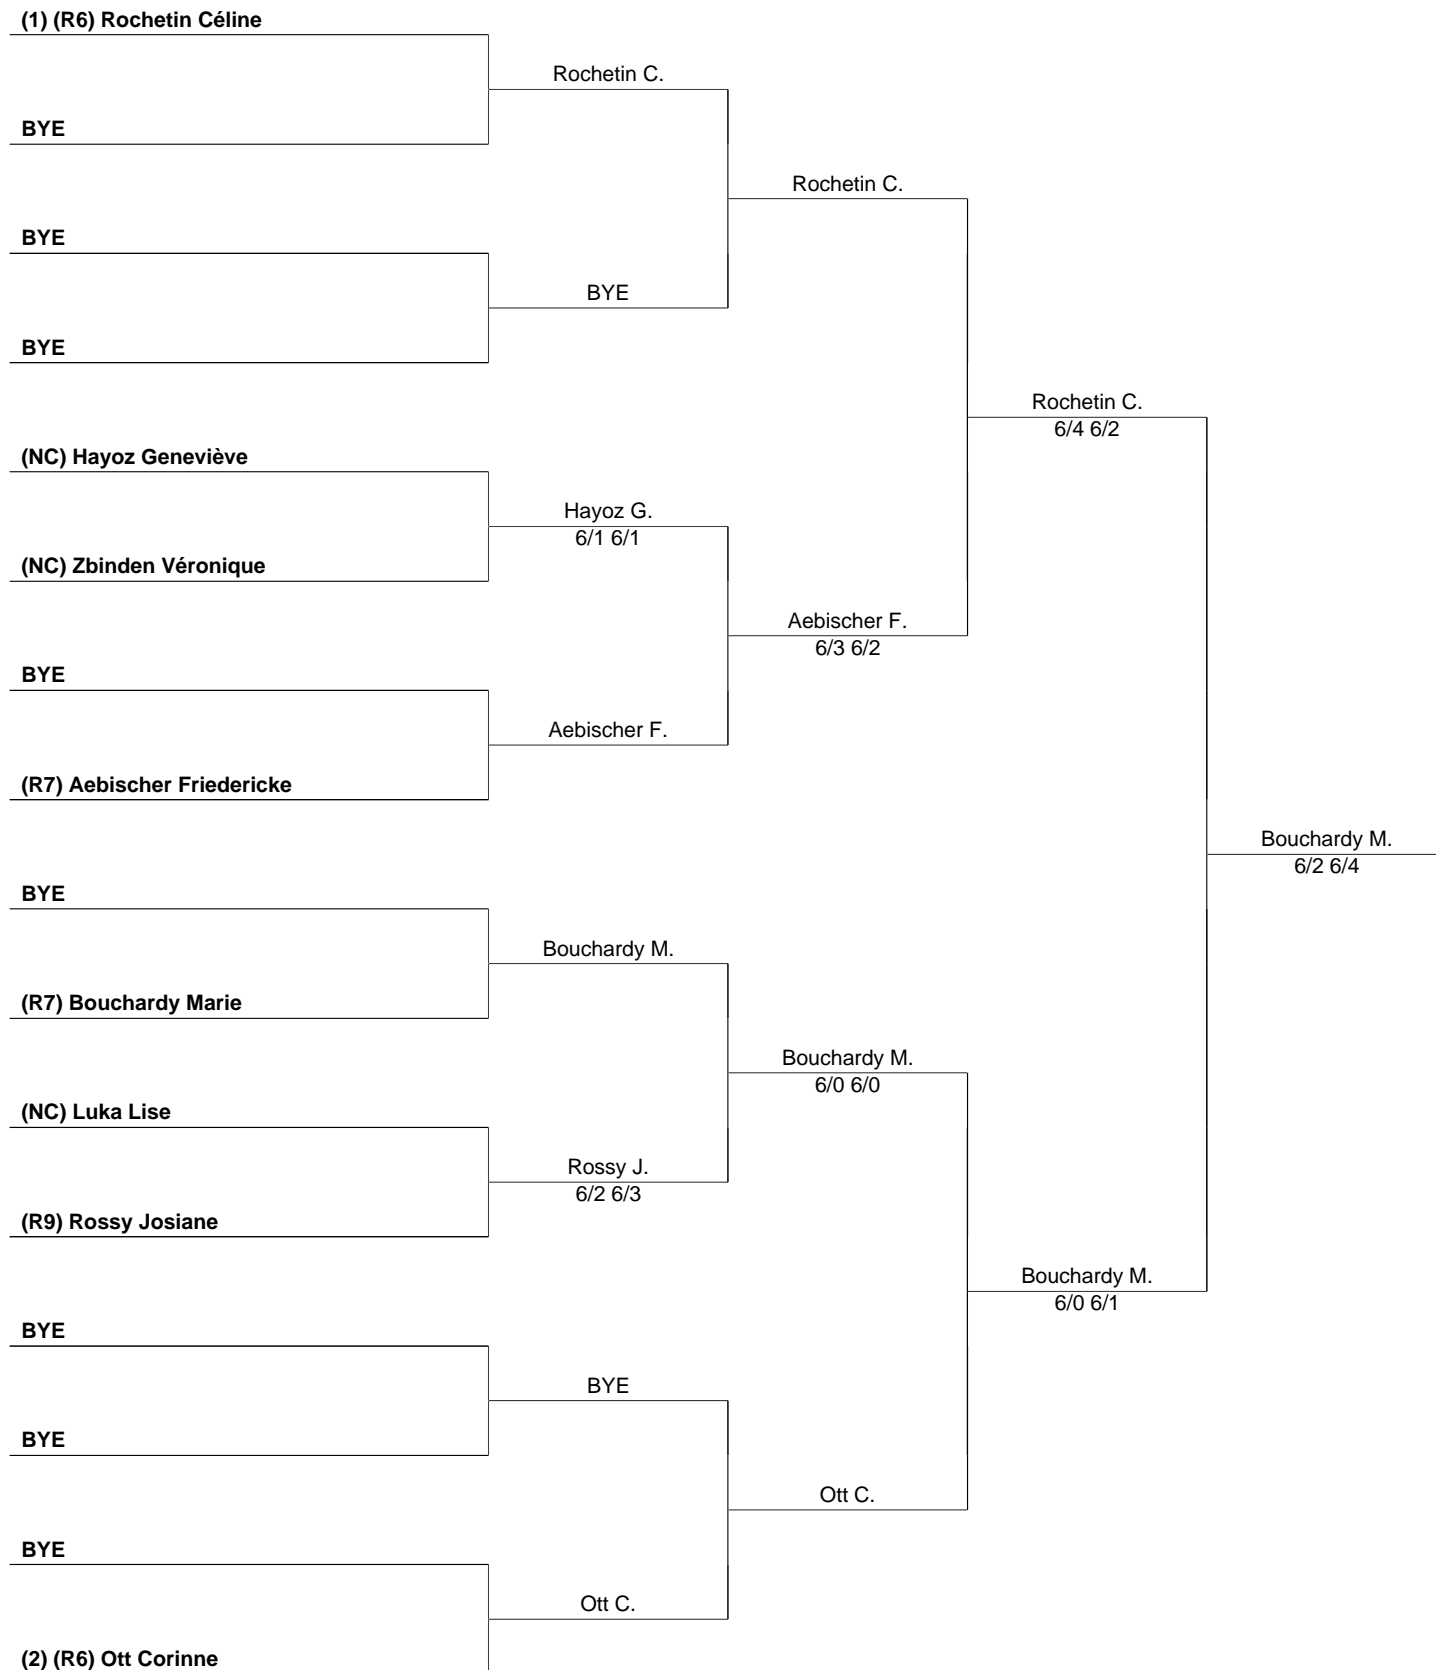 (1) (R6) Rochetin Céline
Rochetin C.
BYE
Rochetin C.
BYE
BYE
BYE
Rochetin C.
6/4 6/2
(NC) Hayoz Geneviève
Hayoz G.
6/1 6/1
(NC) Zbinden Véronique
Aebischer F.
6/3 6/2
BYE
Aebischer F.
(R7) Aebischer Friedericke
Bouchardy M.
6/2 6/4
BYE
Bouchardy M.
(R7) Bouchardy Marie
Bouchardy M.
6/0 6/0
(NC) Luka Lise
Rossy J.
6/2 6/3
(R9) Rossy Josiane
Bouchardy M.
6/0 6/1
BYE
BYE
BYE
Ott C.
BYE
Ott C.
(2) (R6) Ott Corinne